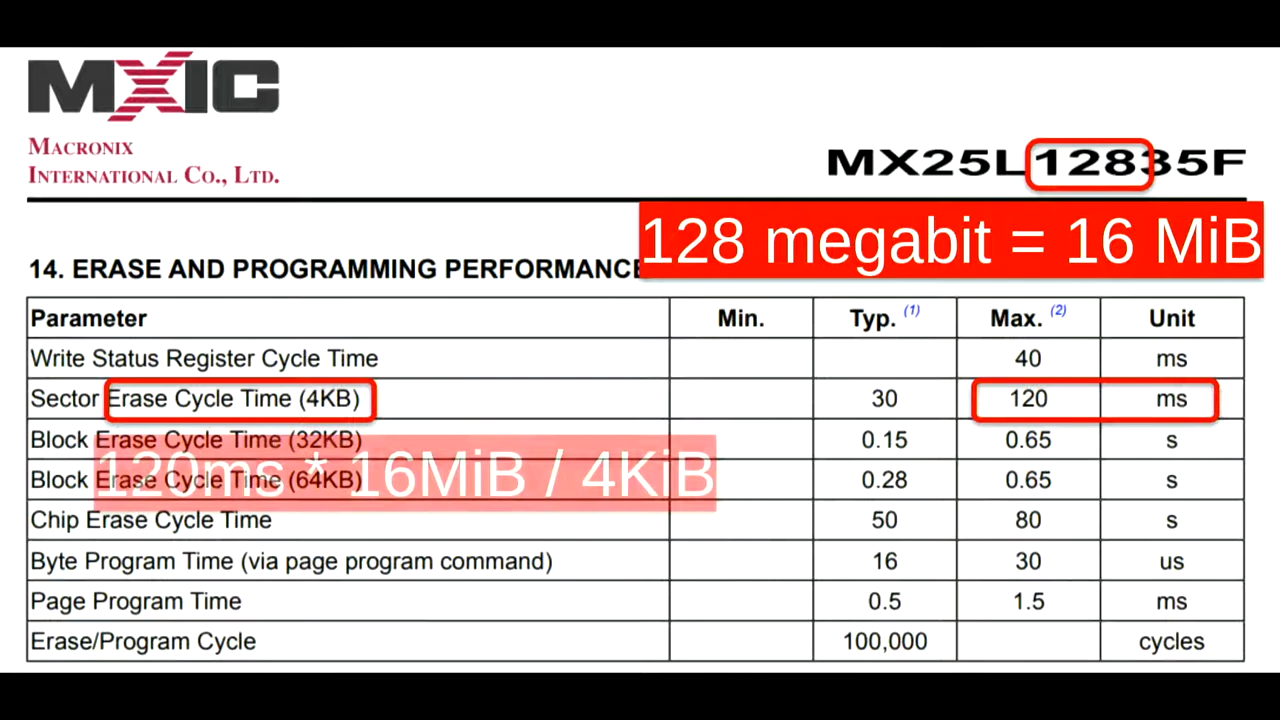 MXIC
MACRONIX
INTERNATIONAL CO., LTD.
MX25L12835F
128 megabit = 16 MiB
14. ERASE AND PROGRAMMING PERFORMANCE
Parameter Min. Typ. (1) Max. (2) Unit
Write Status Register Cycle Time 40 ms
Sector Erase Cycle Time (4KB) 30 120 ms
Block Erase Cycle Time (32KB) 0.15 0.65 s
120ms * 16MiB / 4KiB
Block Erase Cycle Time (64KB) 0.28 0.65 s
Chip Erase Cycle Time 50 80 s
Byte Program Time (via page program command) 16 30 us
Page Program Time 0.5 1.5 ms
Erase/Program Cycle 100,000 cycles